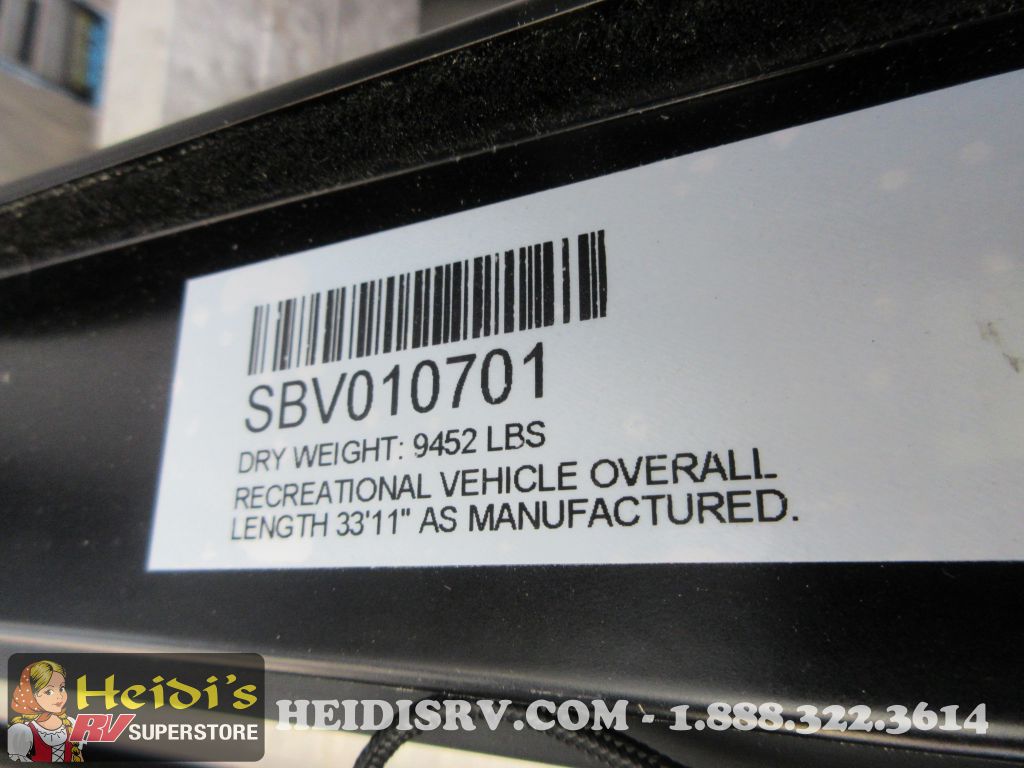 SBV010701
DRY WEIGHT: 9452 LBS
RECREATIONAL VEHICLE OVERALL
LENGTH 33'11" AS MANUFACTURED.
Heidi's
RV SUPERSTORE
HEIDISRV.COM - 1.888.322.3614